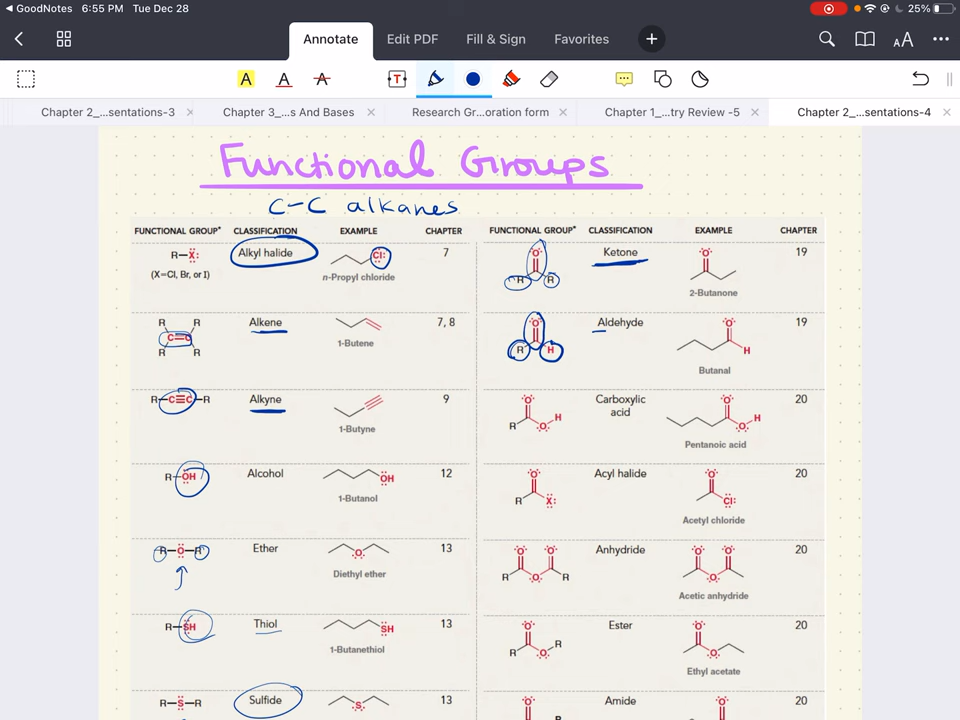 GoodNotes 6:55 PM Tue Dec 28 25%
Annotate Edit PDF Fill & Sign Favorites
A A A T AA
Chapter 2_...sentations-3 × Chapter 3_...s And Bases × Research Gr...oration form × Chapter 1_...try Review -5 × Chapter 2_...sentations-4 ×
Functional Groups
C-C alkanes
FUNCTIONAL GROUP* CLASSIFICATION EXAMPLE CHAPTER
R—X:
(X=Cl, Br, or I)
Alkyl halide
Cl:
n-Propyl chloride
7
R R
C=C
R R
Alkene
1-Butene
7, 8
R—C≡C—R
Alkyne
1-Butyne
9
R—OH
Alcohol
OH
1-Butanol
12
R—O—R
Ether
O
Diethyl ether
13
R—SH
Thiol
SH
1-Butanethiol
13
R—S—R
Sulfide
S
13
FUNCTIONAL GROUP* CLASSIFICATION EXAMPLE CHAPTER
O
R R
Ketone
O
2-Butanone
19
O
R H
Aldehyde
O
H
Butanal
19
O
R O H
Carboxylic
acid
O
O H
Pentanoic acid
20
O
R X:
Acyl halide
O
Cl:
Acetyl chloride
20
O O
R O R
Anhydride
O O
O
Acetic anhydride
20
O
R O R
Ester
O
O
Ethyl acetate
20
O
R
Amide
O
20